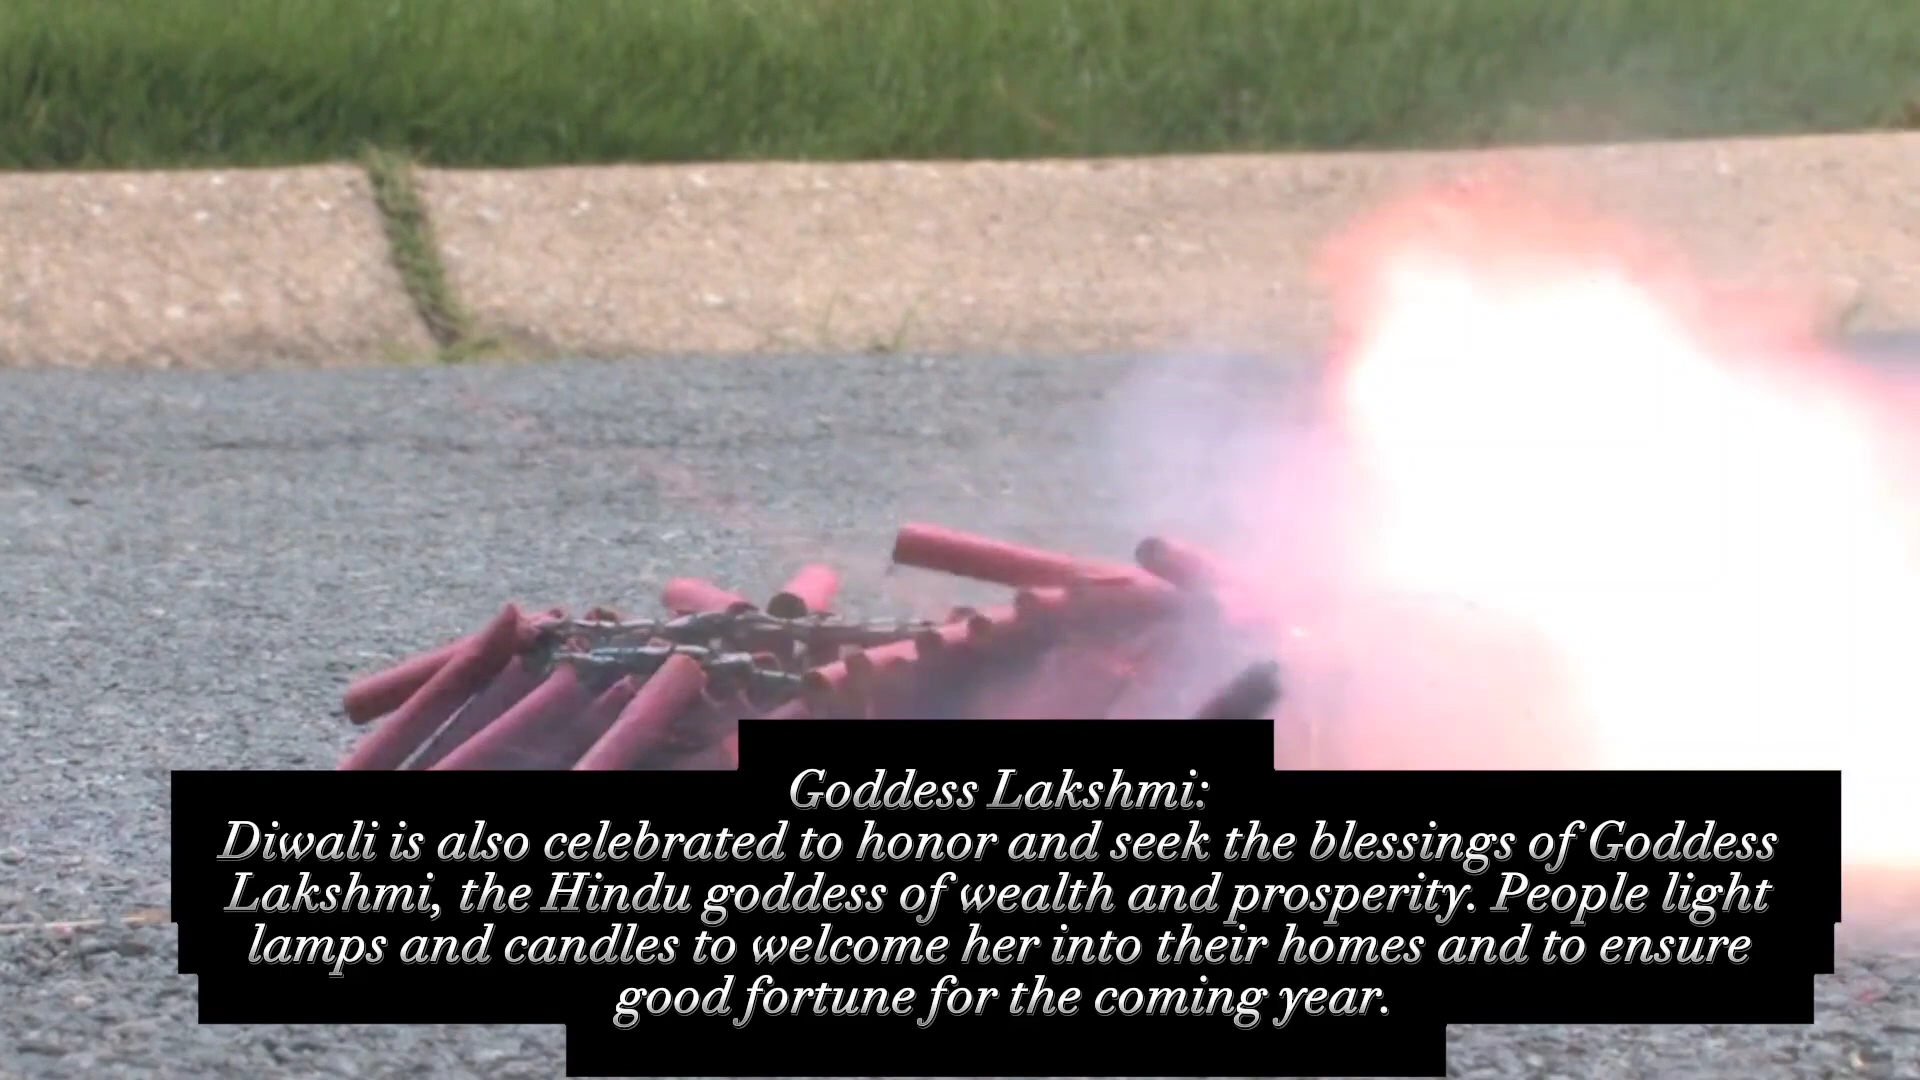 Goddess Lakshmi:
Diwali is also celebrated to honor and seek the blessings of Goddess
Lakshmi, the Hindu goddess of wealth and prosperity. People light
lamps and candles to welcome her into their homes and to ensure
good fortune for the coming year.